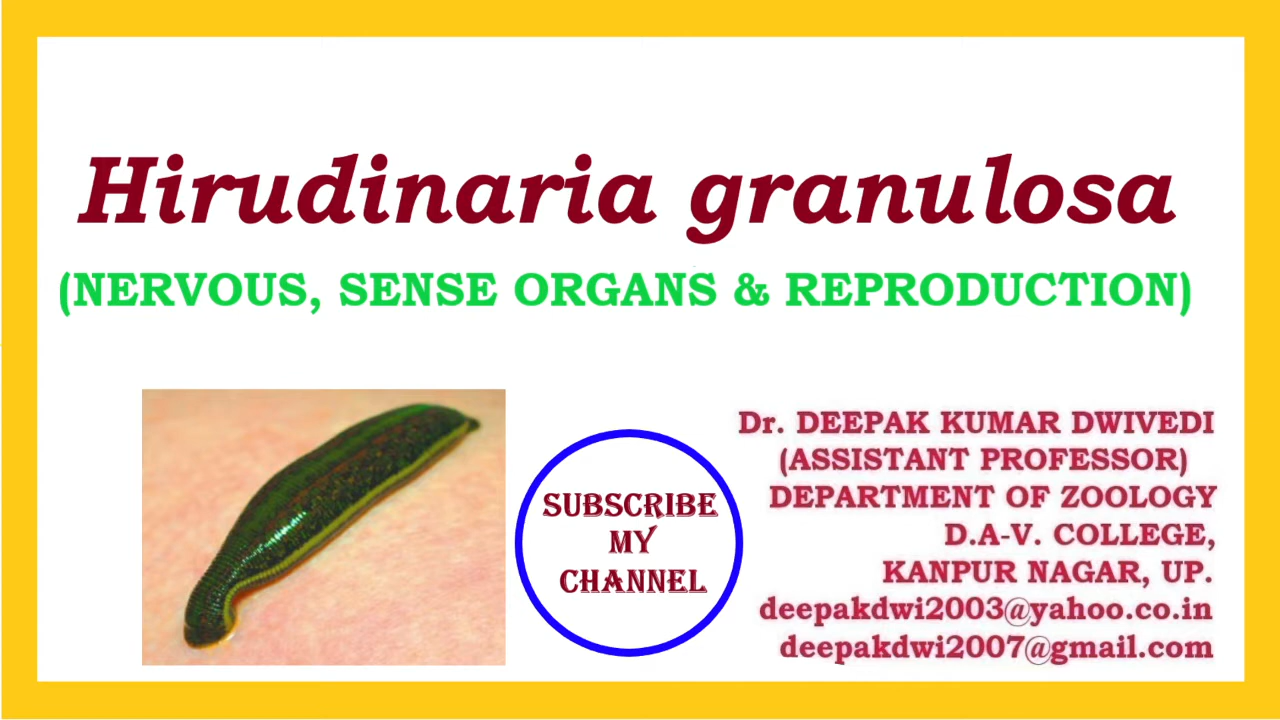 Hirudinaria granulosa
(NERVOUS, SENSE ORGANS & REPRODUCTION)
SUBSCRIBE
MY
CHANNEL
Dr. DEEPAK KUMAR DWIVEDI
(ASSISTANT PROFESSOR)
DEPARTMENT OF ZOOLOGY
D.A-V. COLLEGE,
KANPUR NAGAR, UP.
deepakdwi2003@yahoo.co.in
deepakdwi2007@gmail.com